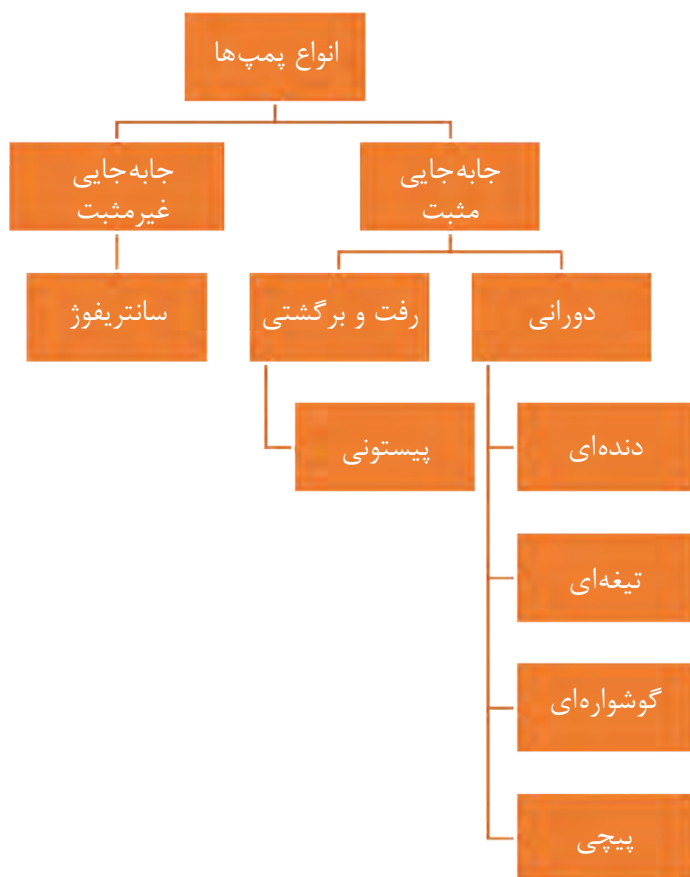 انواع پمپ‌ها
جابه‌جایی
مثبت
جابه‌جایی
غیرمثبت
دورانی
رفت و برگشتی
سانتریفوژ
دنده‌ای
پیستونی
تیغه‌ای
گوشواره‌ای
پیچی